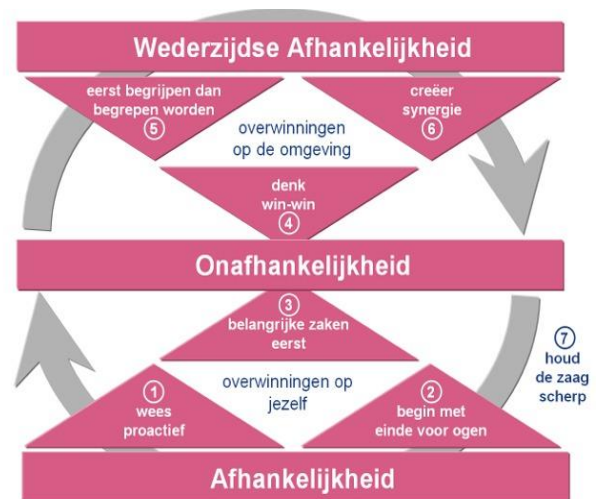 Wederzijdse Afhankelijkheid
eerst begrijpen dan
begrepen worden
5
creëer
synergie
6
overwinningen
op de omgeving
denk
win-win
4
Onafhankelijkheid
3
belangrijke zaken
eerst
7
houd
de zaag
scherp
1
wees
proactief
overwinningen op
jezelf
2
begin met
einde voor ogen
Afhankelijkheid